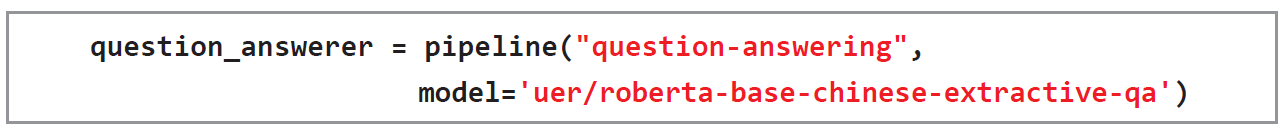 question_answerer = pipeline("question-answering",
model='uer/roberta-base-chinese-extractive-qa')